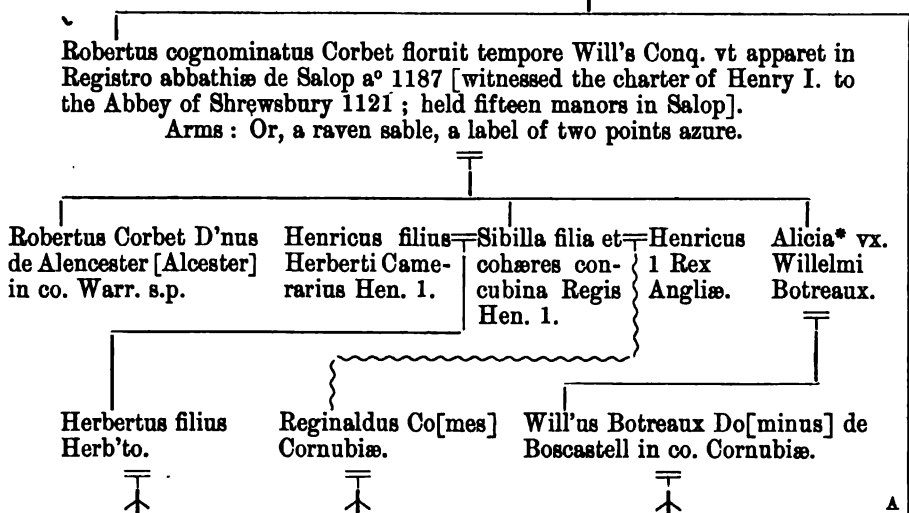 Robertus cognominatus Corbet floruit tempore Will's Conq. vt apparet in
Registro abbathiæ de Salop aº 1187 [witnessed the charter of Henry I. to
the Abbey of Shrewsbury 1121 ; held fifteen manors in Salop].
Arms : Or, a raven sable, a label of two points azure.
Robertus Corbet D'nus
de Alencester [Alcester]
in co. Warr. s.p.
Henricus filius
Herberti Came-
rarius Hen. 1.
Sibilla filia et
cohæres con-
cubina Regis
Hen. 1.
Henricus
1 Rex
Angliæ.
Alicia* vx.
Willelmi
Botreaux.
Herbertus filius
Herb'to.
Reginaldus Co[mes]
Cornubiæ.
Will'us Botreaux Do[minus] de
Boscastell in co. Cornubiæ.
A